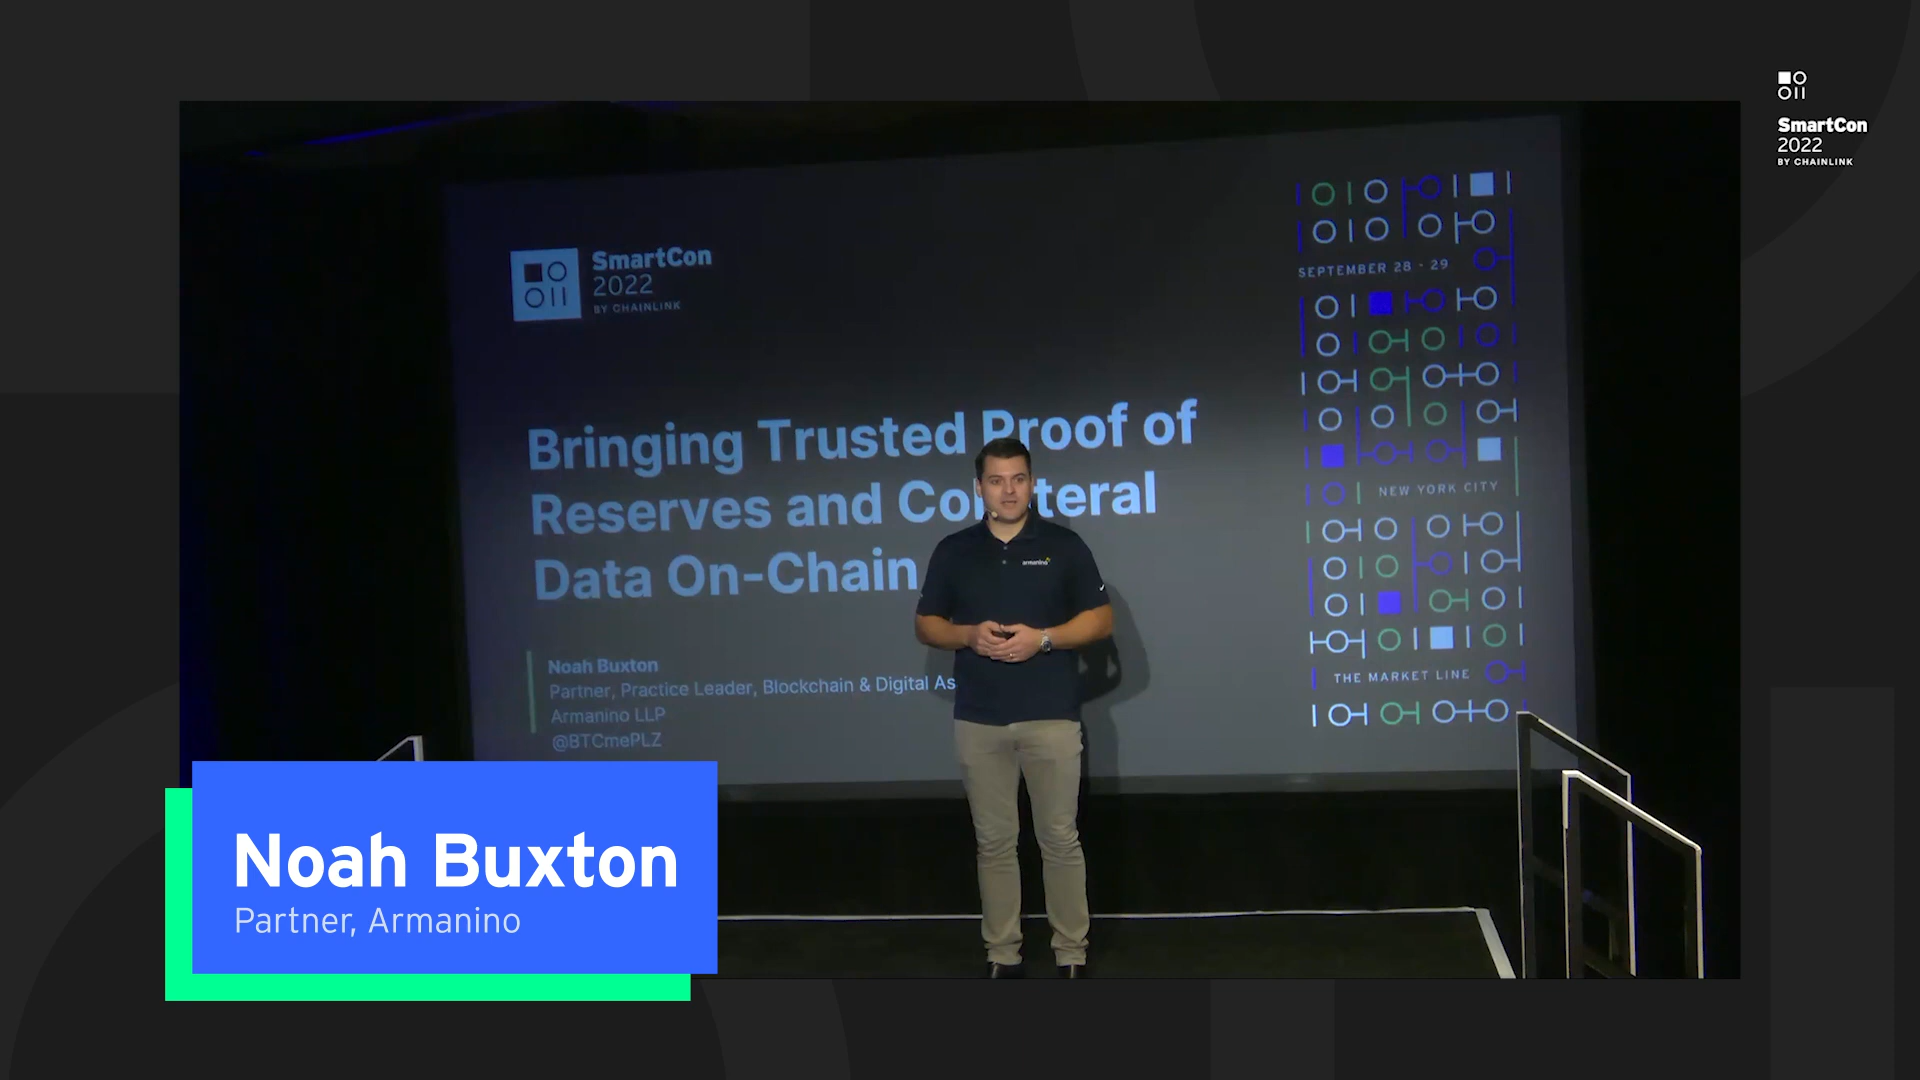 SmartCon
2022
BY CHAINLINK
SmartCon
2022
BY CHAINLINK
SEPTEMBER 28 - 29
Bringing Trusted Proof of
Reserves and Co teral
Data On-Chain
NEW YORK CITY
armanino
Noah Buxton
Partner, Practice Leader, Blockchain & Digital As
Armanino LLP
@BTCmePLZ
THE MARKET LINE
Noah Buxton
Partner, Armanino